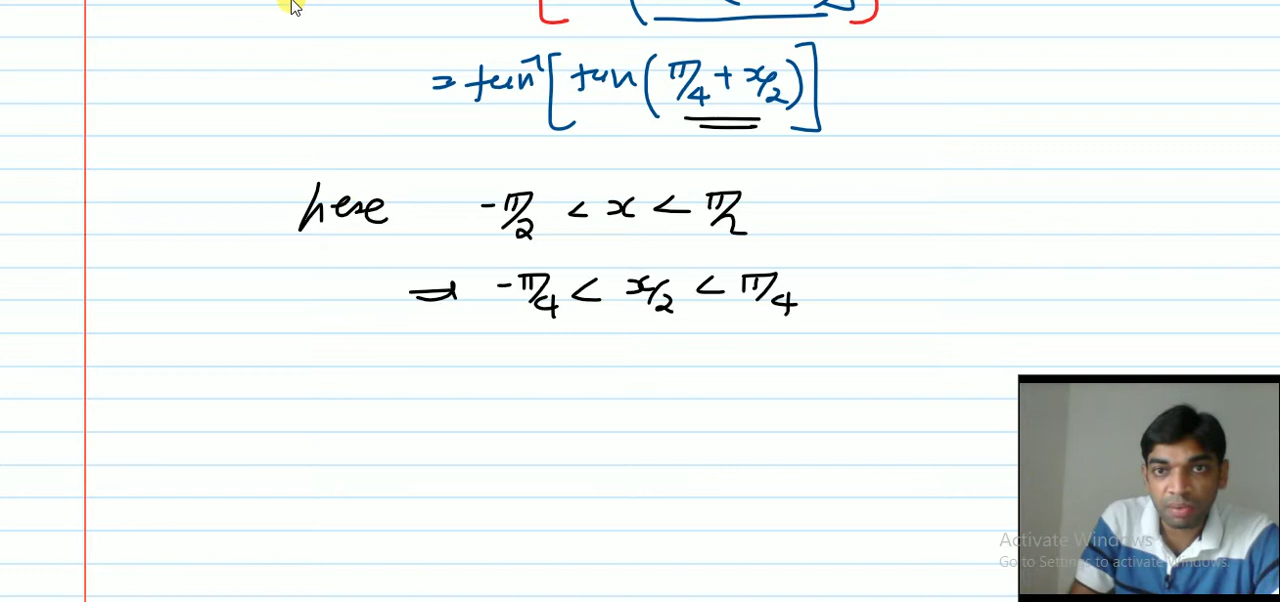 = tan⁻¹[ tan( π/4 + x/2 ) ]
here -π/2 < x < π/2
⇒ -π/4 < x/2 < π/4
Activate Windows
Go to Settings to activate Windows.